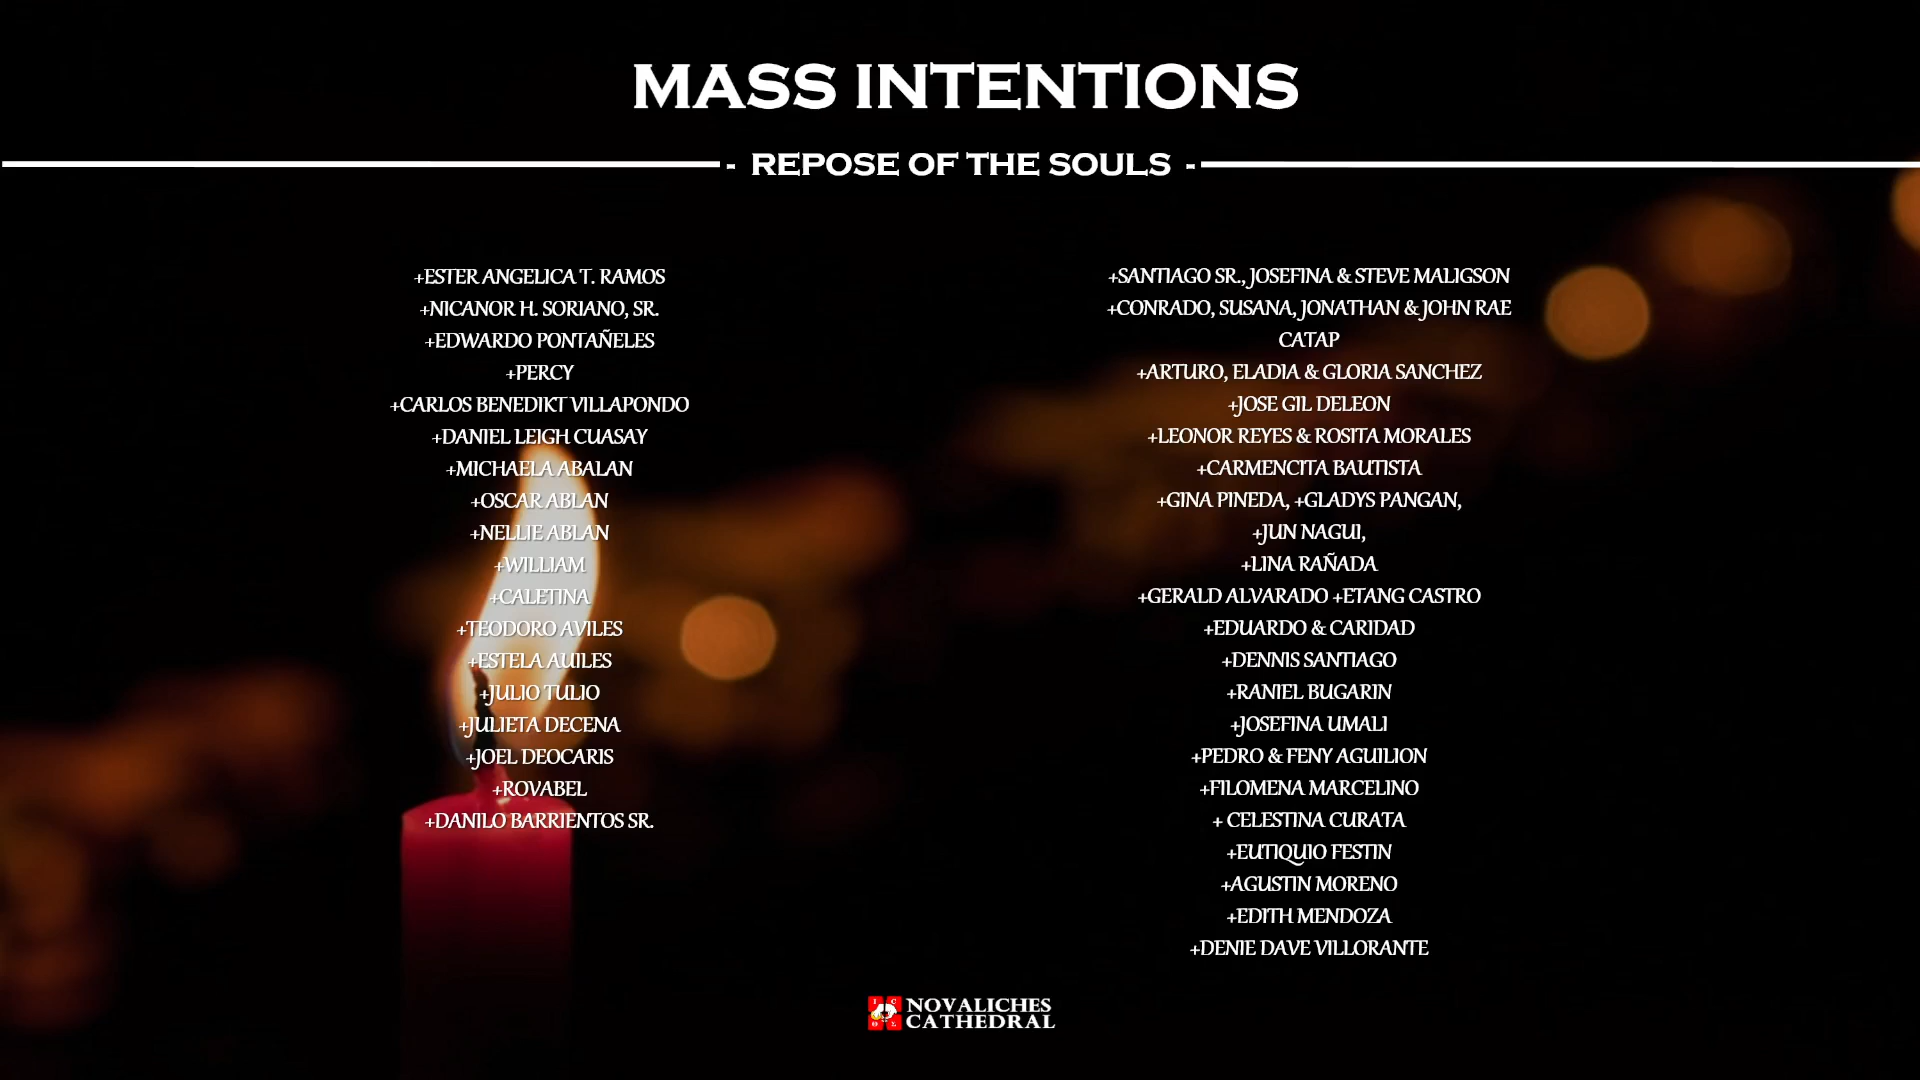 MASS INTENTIONS
- REPOSE OF THE SOULS -
+ESTER ANGELICA T. RAMOS
+NICANOR H. SORIANO, SR.
+EDWARDO PONTAÑELES
+PERCY
+CARLOS BENEDIKT VILLAPONDO
+DANIEL LEIGH CUASAY
+MICHAELA ABALAN
+OSCAR ABLAN
+NELLIE ABLAN
+WILLIAM
+CALETINA
+TEODORO AVILES
+ESTELA AUILES
+JULIO TULIO
+JULIETA DECENA
+JOEL DEOCARIS
+ROVABEL
+DANILO BARRIENTOS SR.
+SANTIAGO SR., JOSEFINA & STEVE MALIGSON
+CONRADO, SUSANA, JONATHAN & JOHN RAE
CATAP
+ARTURO, ELADIA & GLORIA SANCHEZ
+JOSE GIL DELEON
+LEONOR REYES & ROSITA MORALES
+CARMENCITA BAUTISTA
+GINA PINEDA, +GLADYS PANGAN,
+JUN NAGUI,
+LINA RAÑADA
+GERALD ALVARADO +ETANG CASTRO
+EDUARDO & CARIDAD
+DENNIS SANTIAGO
+RANIEL BUGARIN
+JOSEFINA UMALI
+PEDRO & FENY AGUILION
+FILOMENA MARCELINO
+ CELESTINA CURATA
+EUTIQUIO FESTIN
+AGUSTIN MORENO
+EDITH MENDOZA
+DENIE DAVE VILLORANTE
NOVALICHES
CATHEDRAL